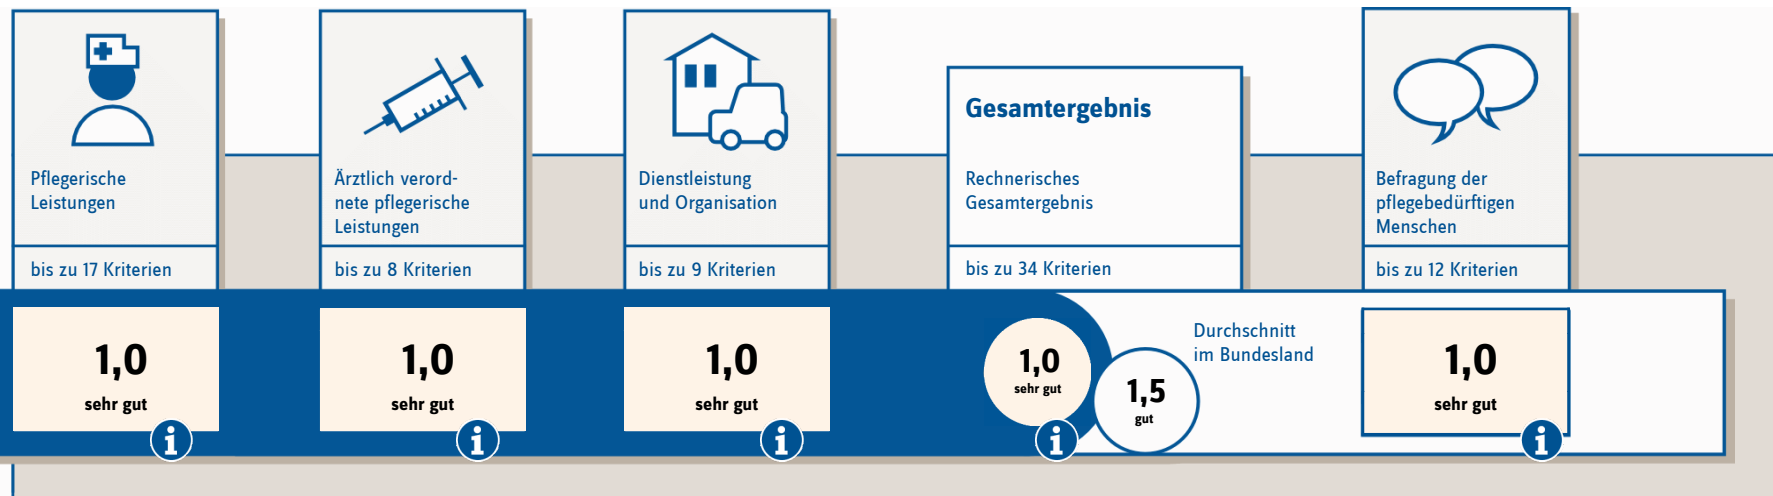 Pflegerische
Leistungen
bis zu 17 Kriterien
1,0
sehr gut
i
Ärztlich verord-
nete pflegerische
Leistungen
bis zu 8 Kriterien
1,0
sehr gut
i
Dienstleistung
und Organisation
bis zu 9 Kriterien
1,0
sehr gut
i
Gesamtergebnis
Rechnerisches
Gesamtergebnis
bis zu 34 Kriterien
1,0
sehr gut
i
1,5
gut
Durchschnitt
im Bundesland
Befragung der
pflegebedürftigen
Menschen
bis zu 12 Kriterien
1,0
sehr gut
i